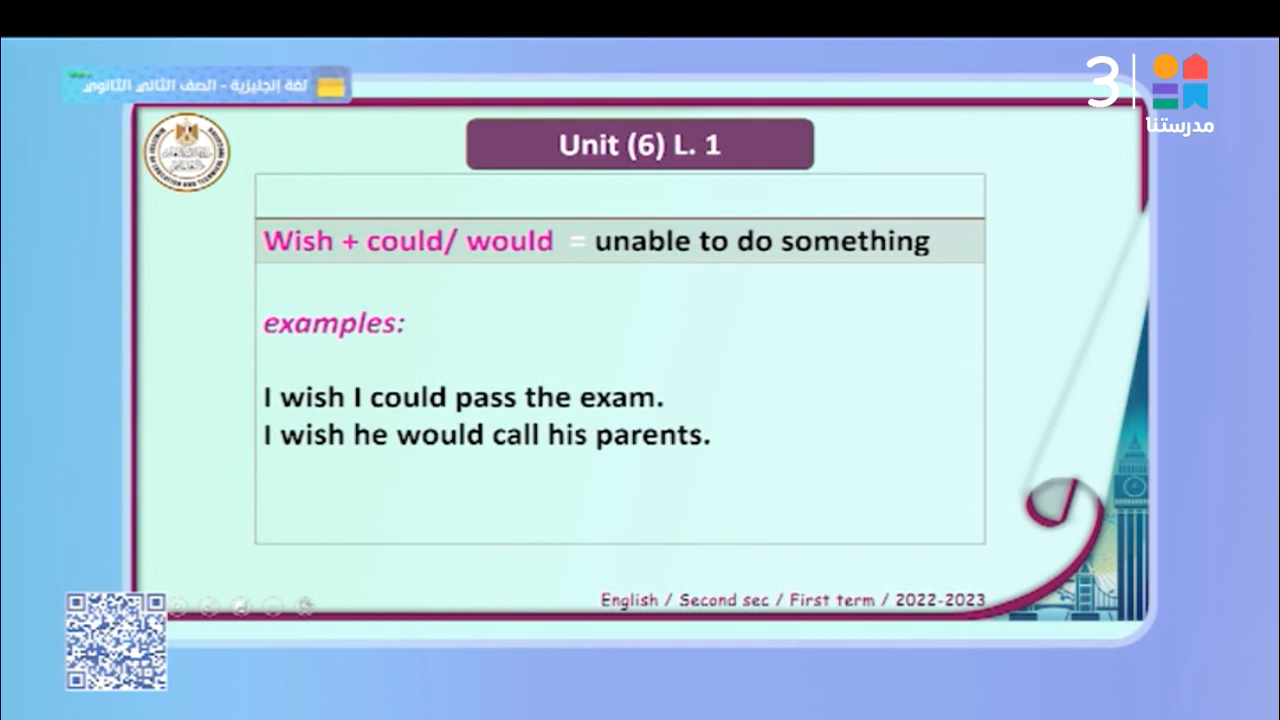 3
مدرستنا
لغة إنجليزية - الصف الثاني الثانوي
Unit (6) L. 1
Wish + could/ would = unable to do something
examples:
I wish I could pass the exam.
I wish he would call his parents.
English / Second sec / First term / 2022-2023